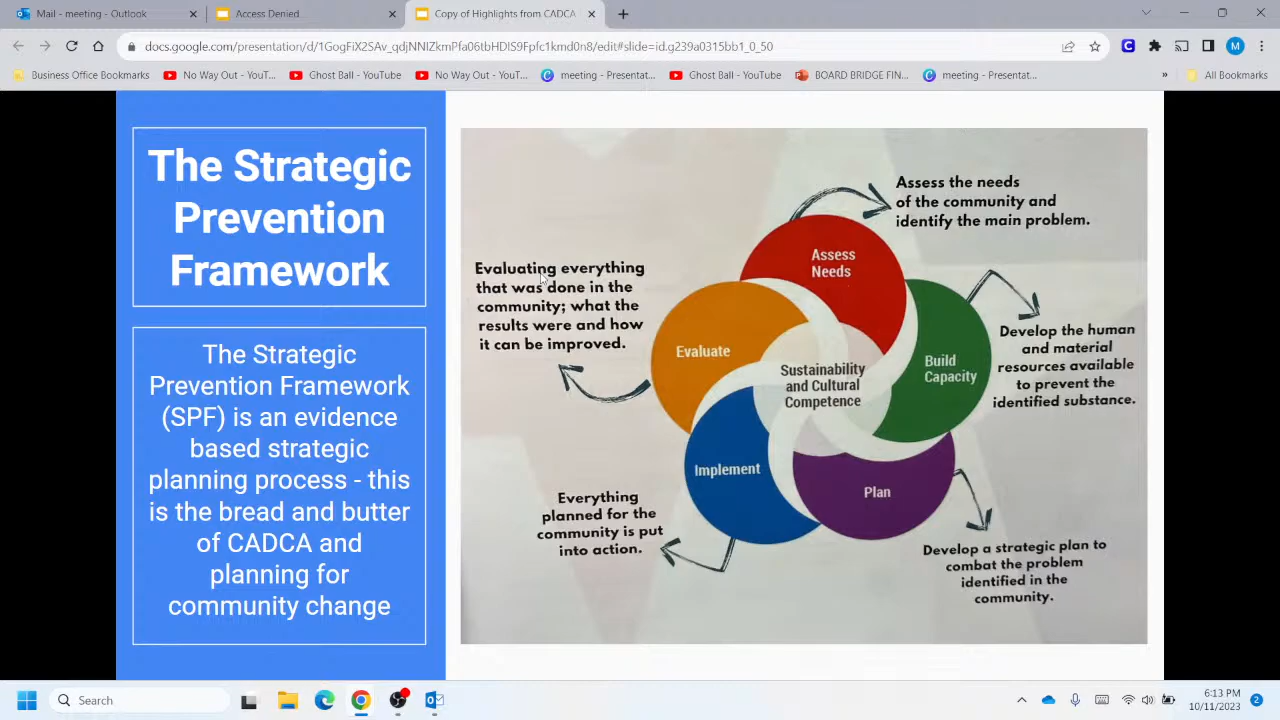 Mail - meeting - Outlook
Access Denied
Copy of Highlights from CADCA
docs.google.com/presentation/d/1GogFiX2SAv_qdjNNIZkmPfa06tbHDIS9Fpfc1kmd0n8/edit#slide=id.g239a0315bb1_0_50
M
Business Office Bookmarks
No Way Out - YouT...
Ghost Ball - YouTube
No Way Out - YouT...
meeting - Presentat...
Ghost Ball - YouTube
BOARD BRIDGE FIN...
meeting - Presentat...
»
All Bookmarks
The Strategic
Prevention
Framework
The Strategic
Prevention Framework
(SPF) is an evidence
based strategic
planning process - this
is the bread and butter
of CADCA and
planning for
community change
Assess the needs
of the community and
identify the main problem.
Assess
Needs
Evaluating everything
that was done in the
community; what the
results were and how
it can be improved.
Evaluate
Sustainability
and Cultural
Competence
Build
Capacity
Develop the human
and material
resources available
to prevent the
identified substance.
Implement
Plan
Everything
planned for the
community is put
into action.
Develop a strategic plan to
combat the problem
identified in the
community.
Search
6:13 PM
10/11/2023
2